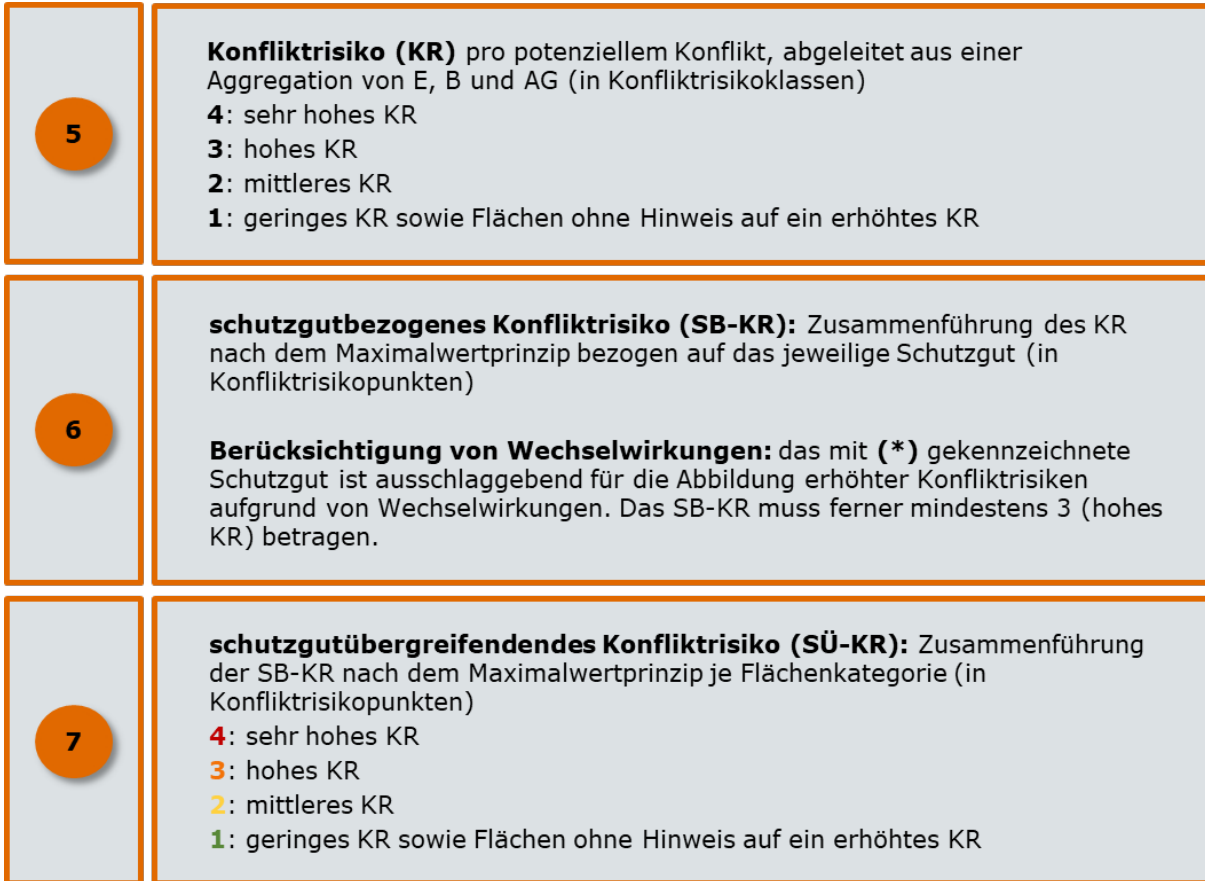 5
Konfliktrisiko (KR) pro potenziellem Konflikt, abgeleitet aus einer
Aggregation von E, B und AG (in Konfliktrisikoklassen)
4: sehr hohes KR
3: hohes KR
2: mittleres KR
1: geringes KR sowie Flächen ohne Hinweis auf ein erhöhtes KR
6
schutzgutbezogenes Konfliktrisiko (SB-KR): Zusammenführung des KR
nach dem Maximalwertprinzip bezogen auf das jeweilige Schutzgut (in
Konfliktrisikopunkten)
Berücksichtigung von Wechselwirkungen: das mit (*) gekennzeichnete
Schutzgut ist ausschlaggebend für die Abbildung erhöhter Konfliktrisiken
aufgrund von Wechselwirkungen. Das SB-KR muss ferner mindestens 3 (hohes
KR) betragen.
7
schutzgutübergreifendendes Konfliktrisiko (SÜ-KR): Zusammenführung
der SB-KR nach dem Maximalwertprinzip je Flächenkategorie (in
Konfliktrisikopunkten)
4: sehr hohes KR
3: hohes KR
2: mittleres KR
1: geringes KR sowie Flächen ohne Hinweis auf ein erhöhtes KR